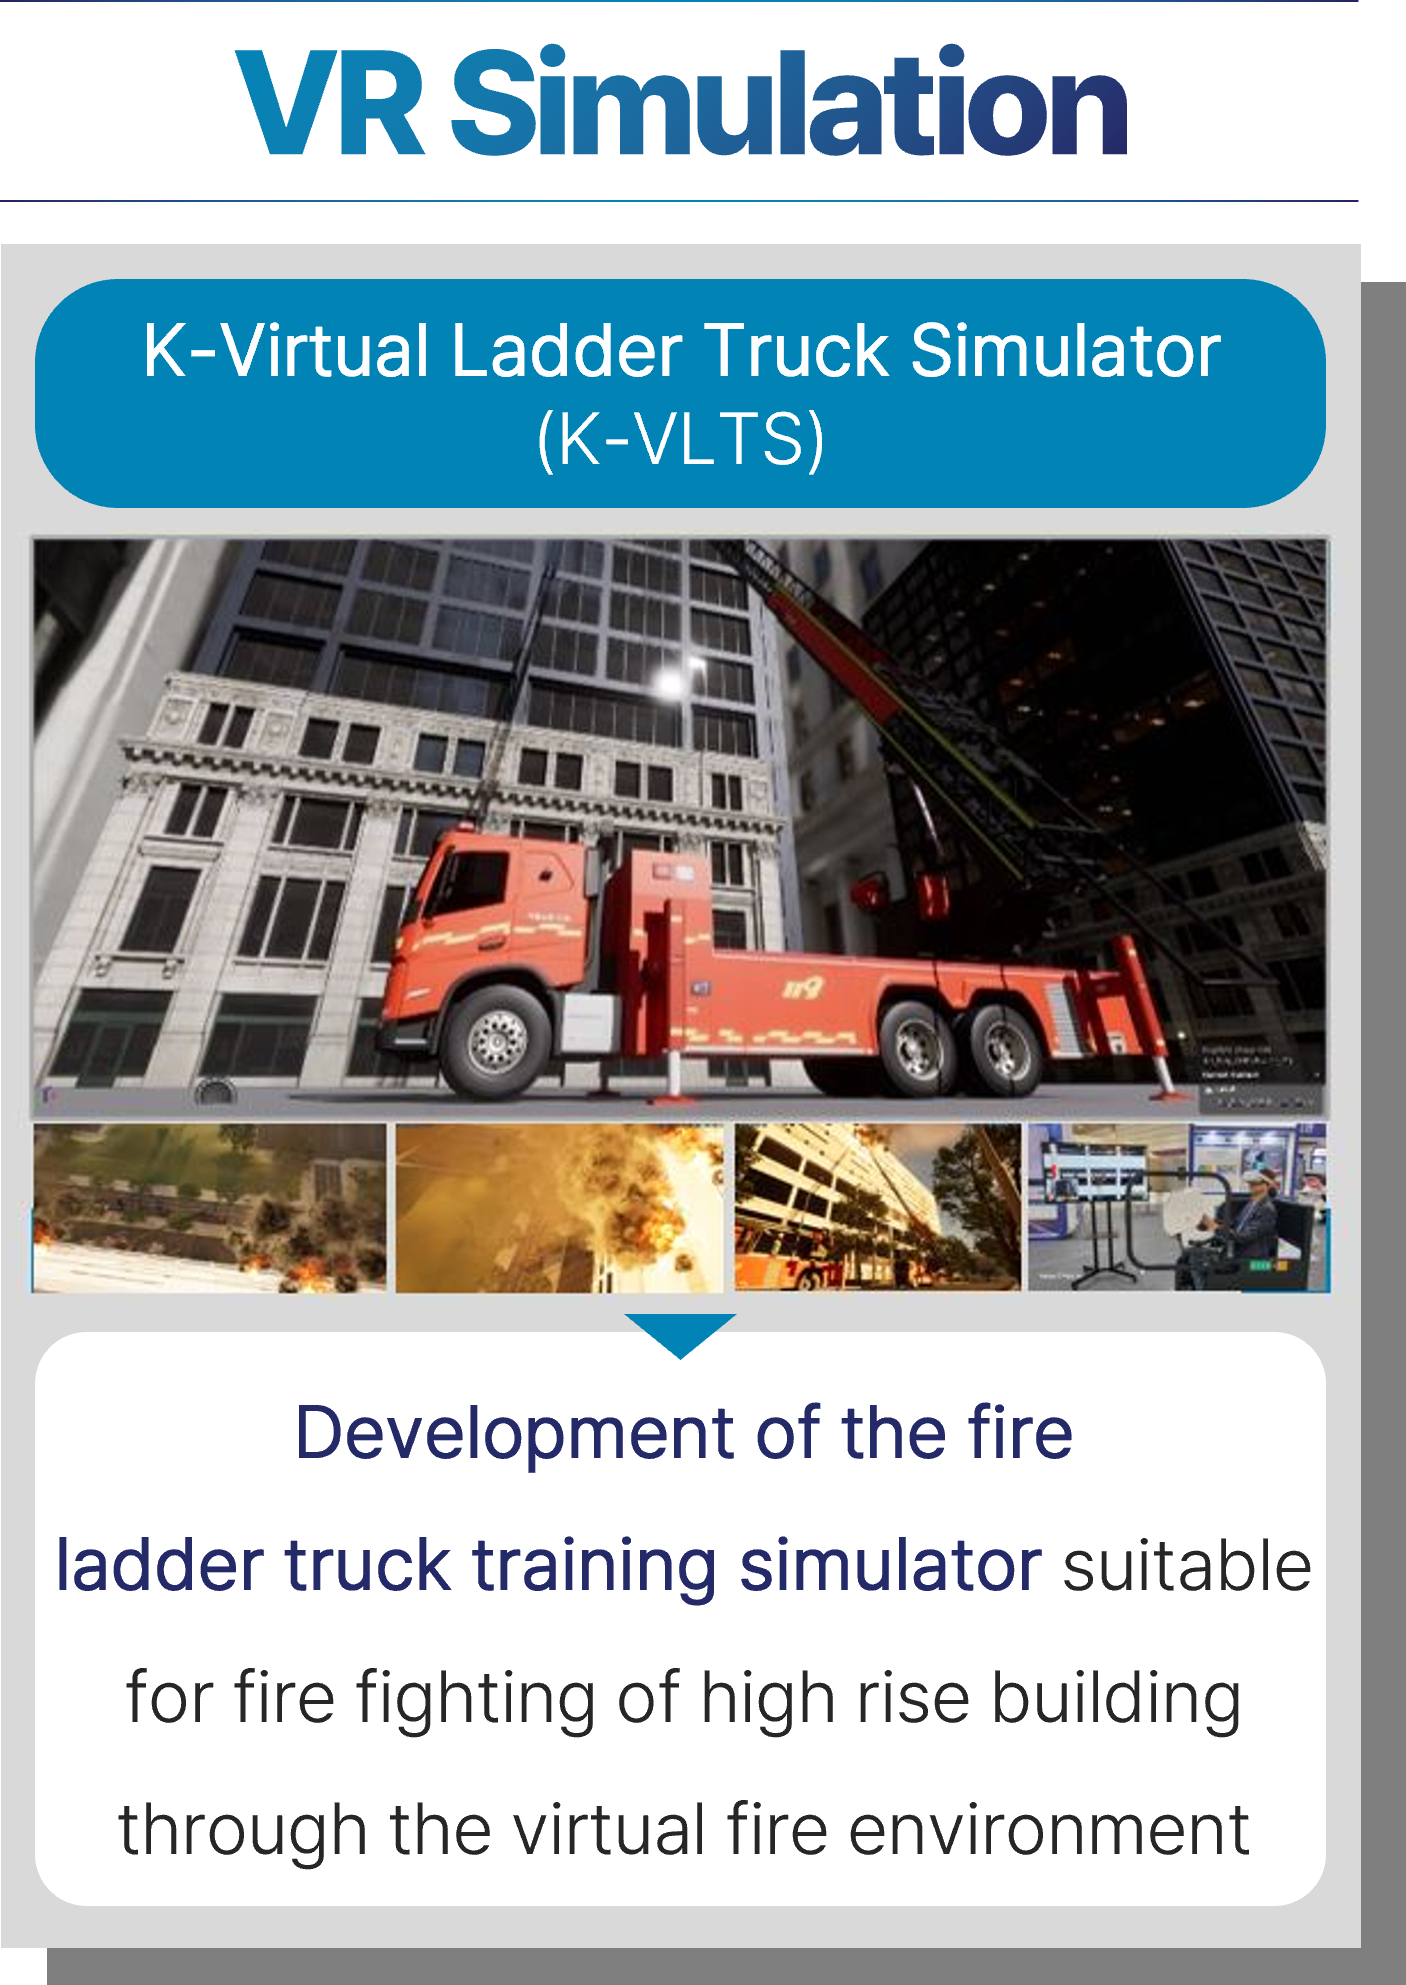 VR Simulation
K-Virtual Ladder Truck Simulator
(K-VLTS)
119
Development of the fire
ladder truck training simulator suitable
for fire fighting of high rise building
through the virtual fire environment